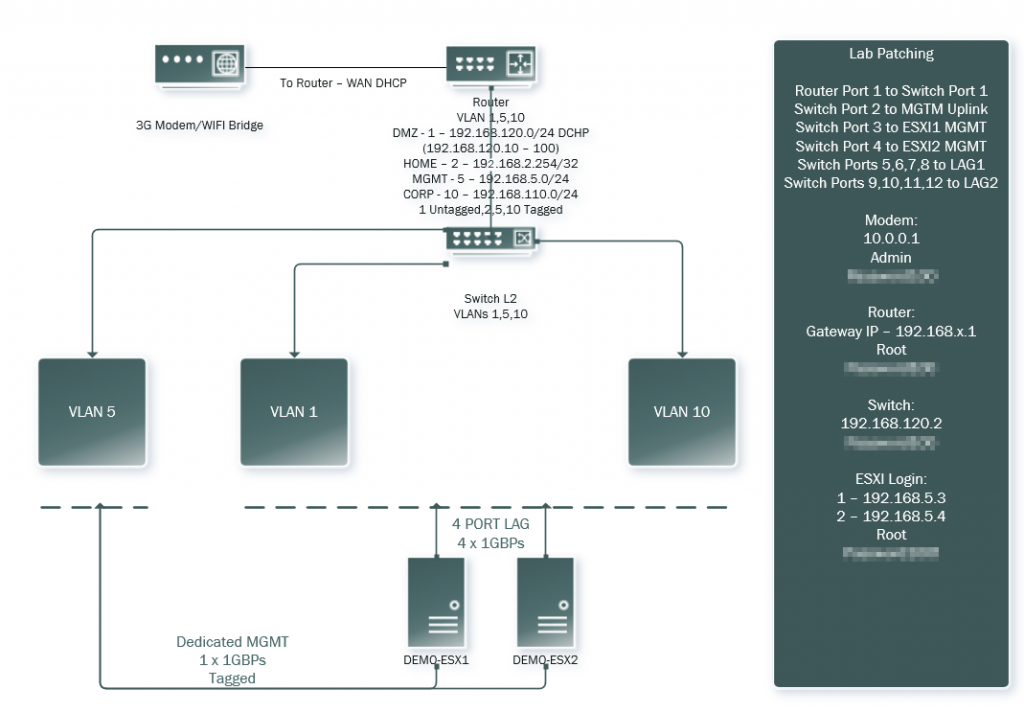 To Router – WAN DHCP
3G Modem/WIFI Bridge
Router
VLAN 1,5,10
DMZ - 1 – 192.168.120.0/24 DCHP
(192.168.120.10 – 100)
HOME – 2 – 192.168.2.254/32
MGMT - 5 – 192.168.5.0/24
CORP - 10 – 192.168.110.0/24
1 Untagged,2,5,10 Tagged
Switch L2
VLANs 1,5,10
VLAN 5
VLAN 1
VLAN 10
4 PORT LAG
4 x 1GBPs
DEMO-ESX1
DEMO-ESX2
Dedicated MGMT
1 x 1GBPs
Tagged
Lab Patching
Router Port 1 to Switch Port 1
Switch Port 2 to MGTM Uplink
Switch Port 3 to ESXI1 MGMT
Switch Port 4 to ESXI2 MGMT
Switch Ports 5,6,7,8 to LAG1
Switch Ports 9,10,11,12 to LAG2
Modem:
10.0.0.1
Admin
Router:
Gateway IP – 192.168.x.1
Root
Switch:
192.168.120.2
ESXI Login:
1 – 192.168.5.3
2 – 192.168.5.4
Root